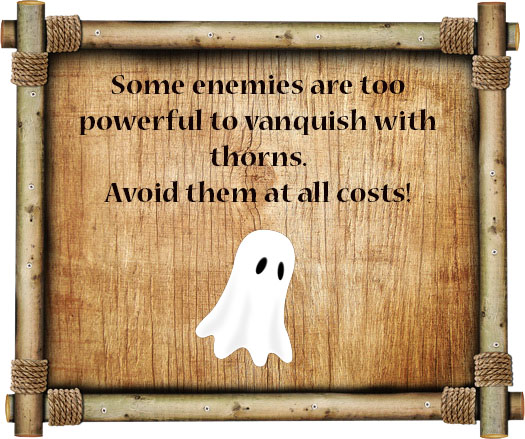 Some enemies are too
powerful to vanquish with
thorns.
Avoid them at all costs!